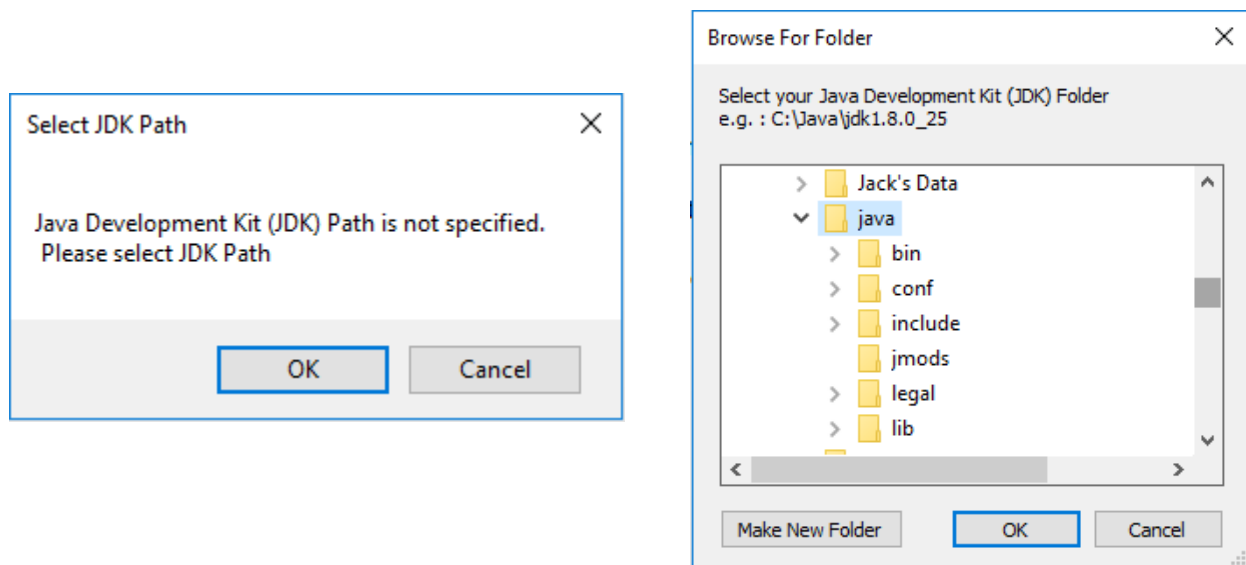 Select JDK Path
Java Development Kit (JDK) Path is not specified.
Please select JDK Path
OK
Cancel
Browse For Folder
Select your Java Development Kit (JDK) Folder
e.g. : C:\Java\jdk1.8.0_25
Jack's Data
java
bin
conf
include
jmods
legal
lib
Make New Folder
OK
Cancel